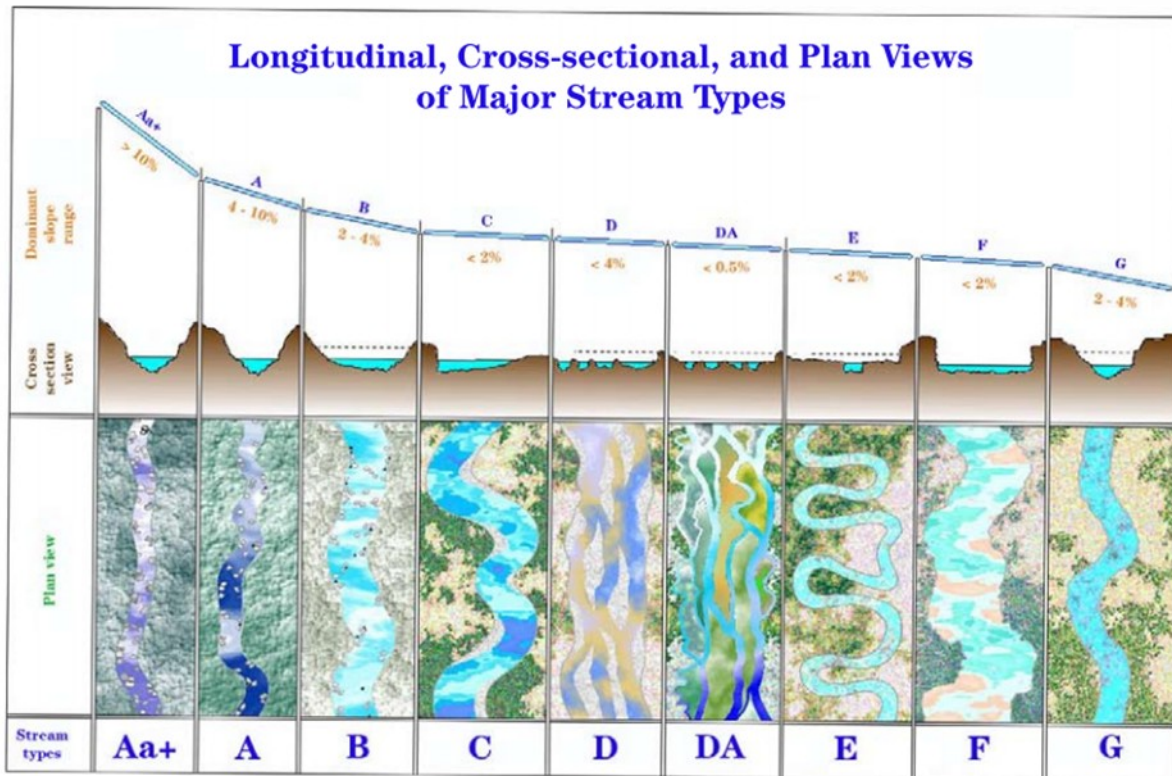 Longitudinal, Cross-sectional, and Plan Views
of Major Stream Types
Dominant
slope
range
Aa+
> 10%
A
4 - 10%
B
2 - 4%
C
< 2%
D
< 4%
DA
< 0.5%
E
< 2%
F
< 2%
G
2 - 4%
Cross
section
view
Plan view
Stream
types
Aa+
A
B
C
D
DA
E
F
G